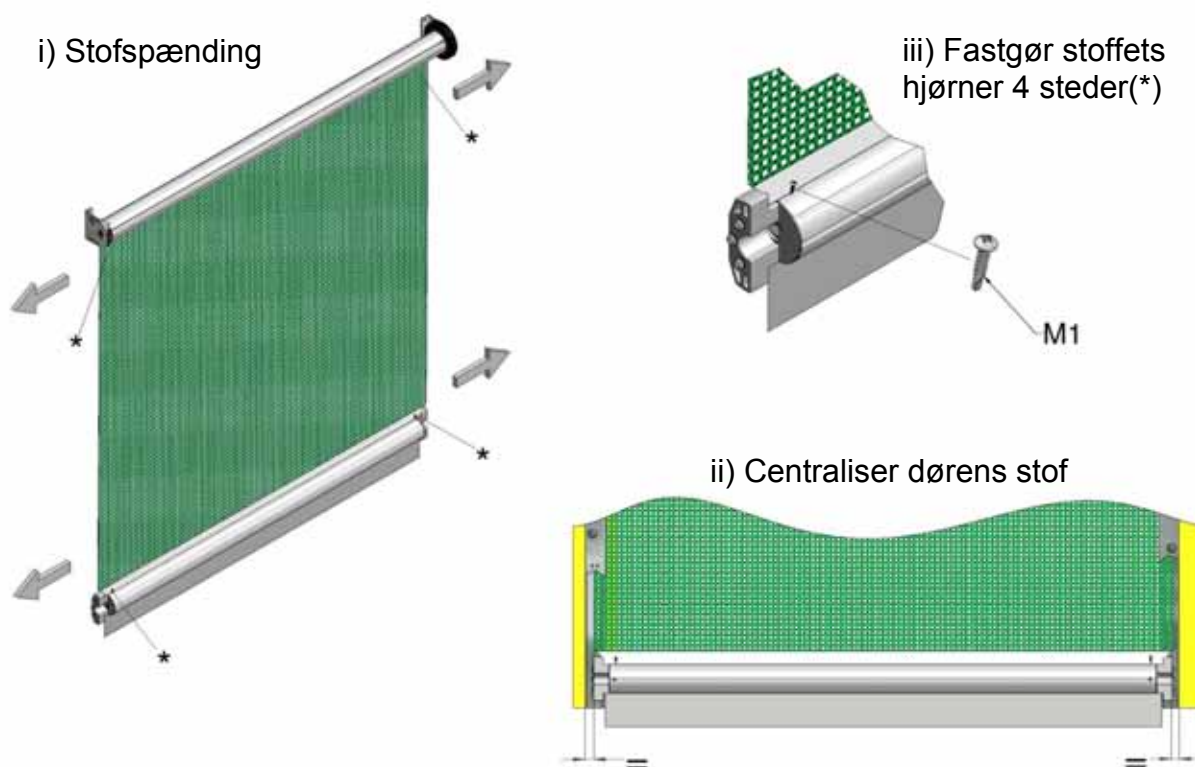 i) Stofspænding
iii) Fastgør stoffets
hjørner 4 steder(*)
*
*
M1
*
*
ii) Centraliser dørens stof
= =